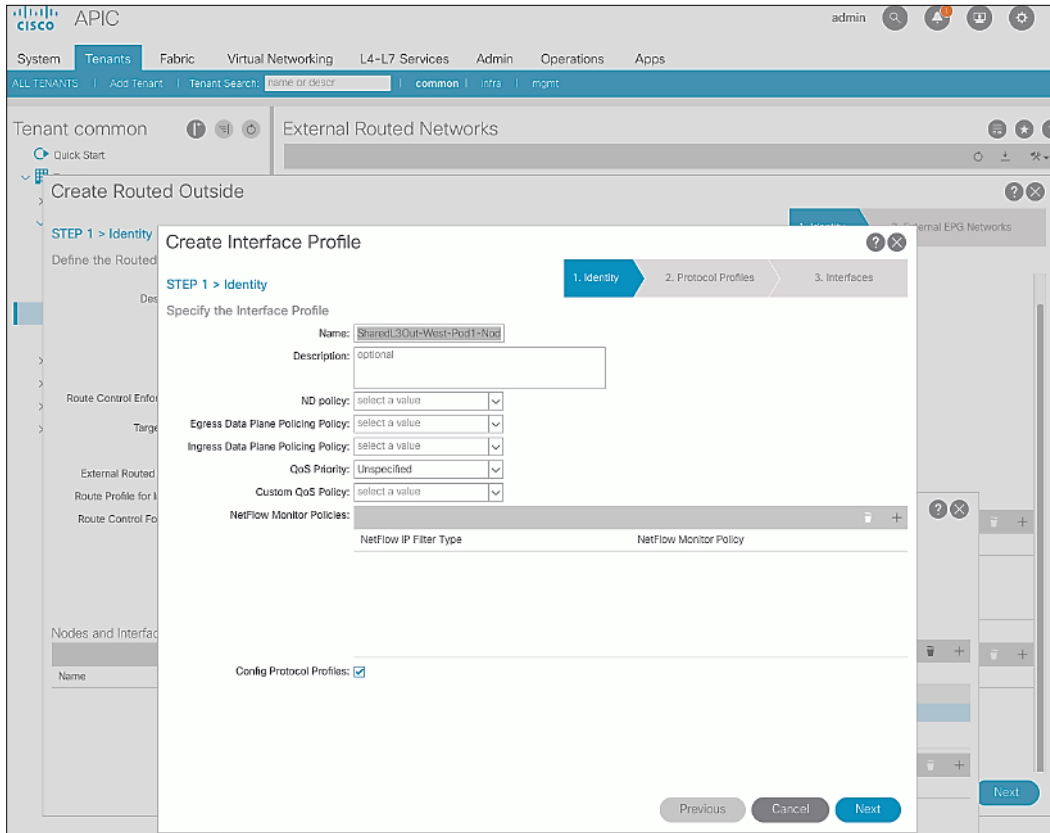 CISCO
APIC
admin
1
System Tenants Fabric Virtual Networking L4-L7 Services Admin Operations Apps
ALL TENANTS | Add Tenant | Tenant Search: name or descr | common | infra | mgmt
Tenant common
External Routed Networks
Quick Start
Create Routed Outside
STEP 1 > Identity
Define the Routed
External EPG Networks
Create Interface Profile
STEP 1 > Identity
1. Identity 2. Protocol Profiles 3. Interfaces
Specify the Interface Profile
Des
Name: SharedL3Out-West-Pod1-Nod
Description: optional
Route Control Enfo
ND policy: select a value
Targe
Egress Data Plane Policing Policy: select a value
Ingress Data Plane Policing Policy: select a value
External Routed
QoS Priority: Unspecified
Route Profile for
Custom QoS Policy: select a value
Route Control Fo
NetFlow Monitor Policies:
NetFlow IP Filter Type NetFlow Monitor Policy
Nodes and Interfac
Name
Config Protocol Profiles:
Previous Cancel Next
Next